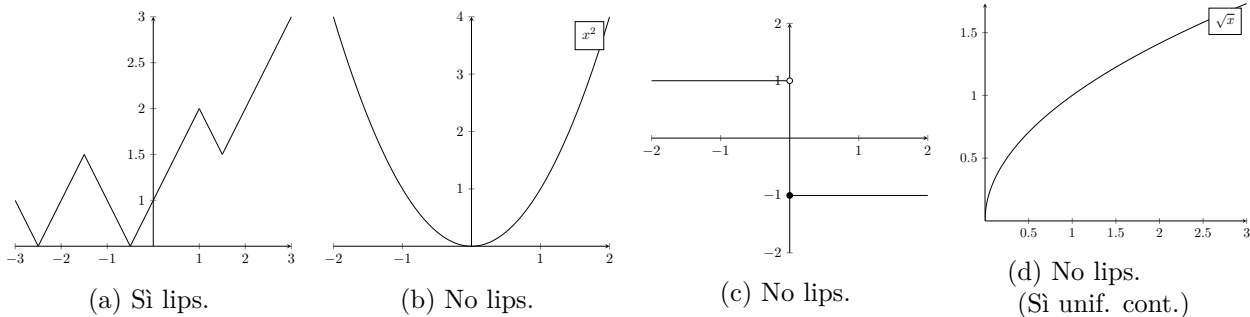 3
2.5
2
1.5
1
−3 −2 −1 1 2 3
(a) Sì lips.
4
3
4
3
1
−2 −1 1 2
x²
(b) No lips.
2
1
−1
−2
−2 −1 1 2
(c) No lips.
1.5
1
0.5
0.5 1 1.5 2 2.5 3
√x
(d) No lips.
(Sì unif. cont.)